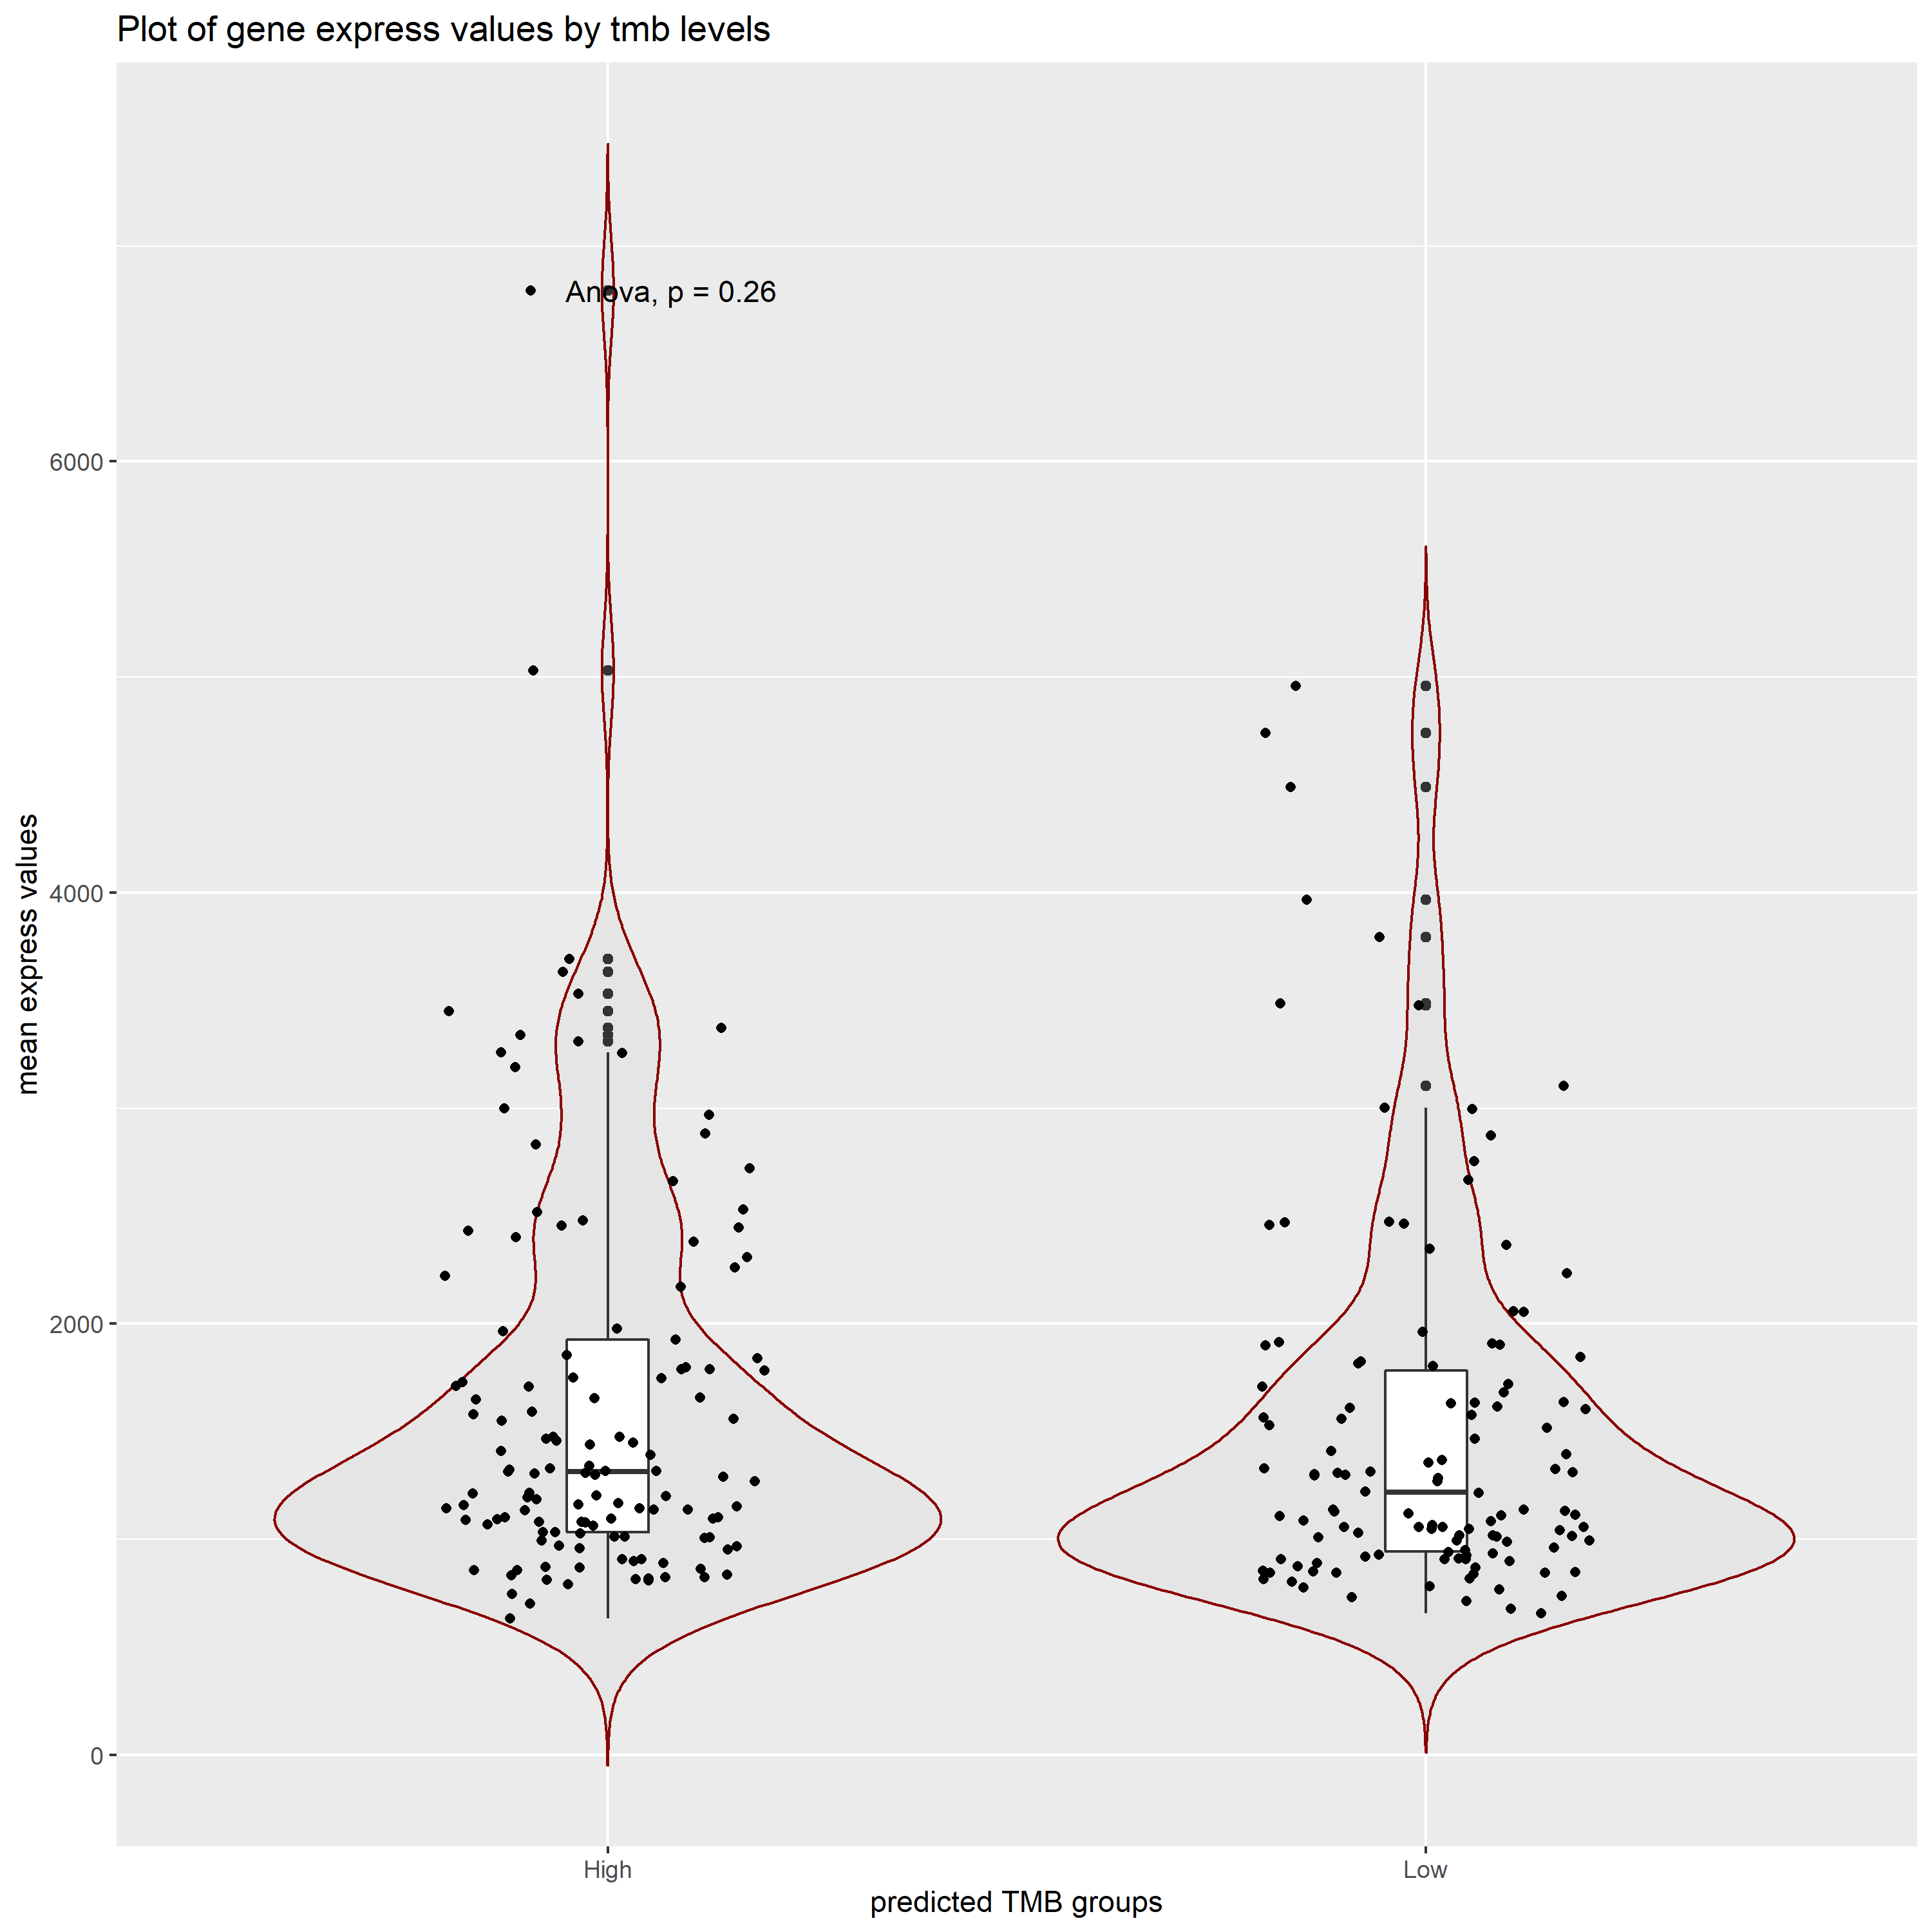 Plot of gene express values by tmb levels
Anova, p = 0.26
6000
4000
2000
0
mean express values
High
Low
predicted TMB groups